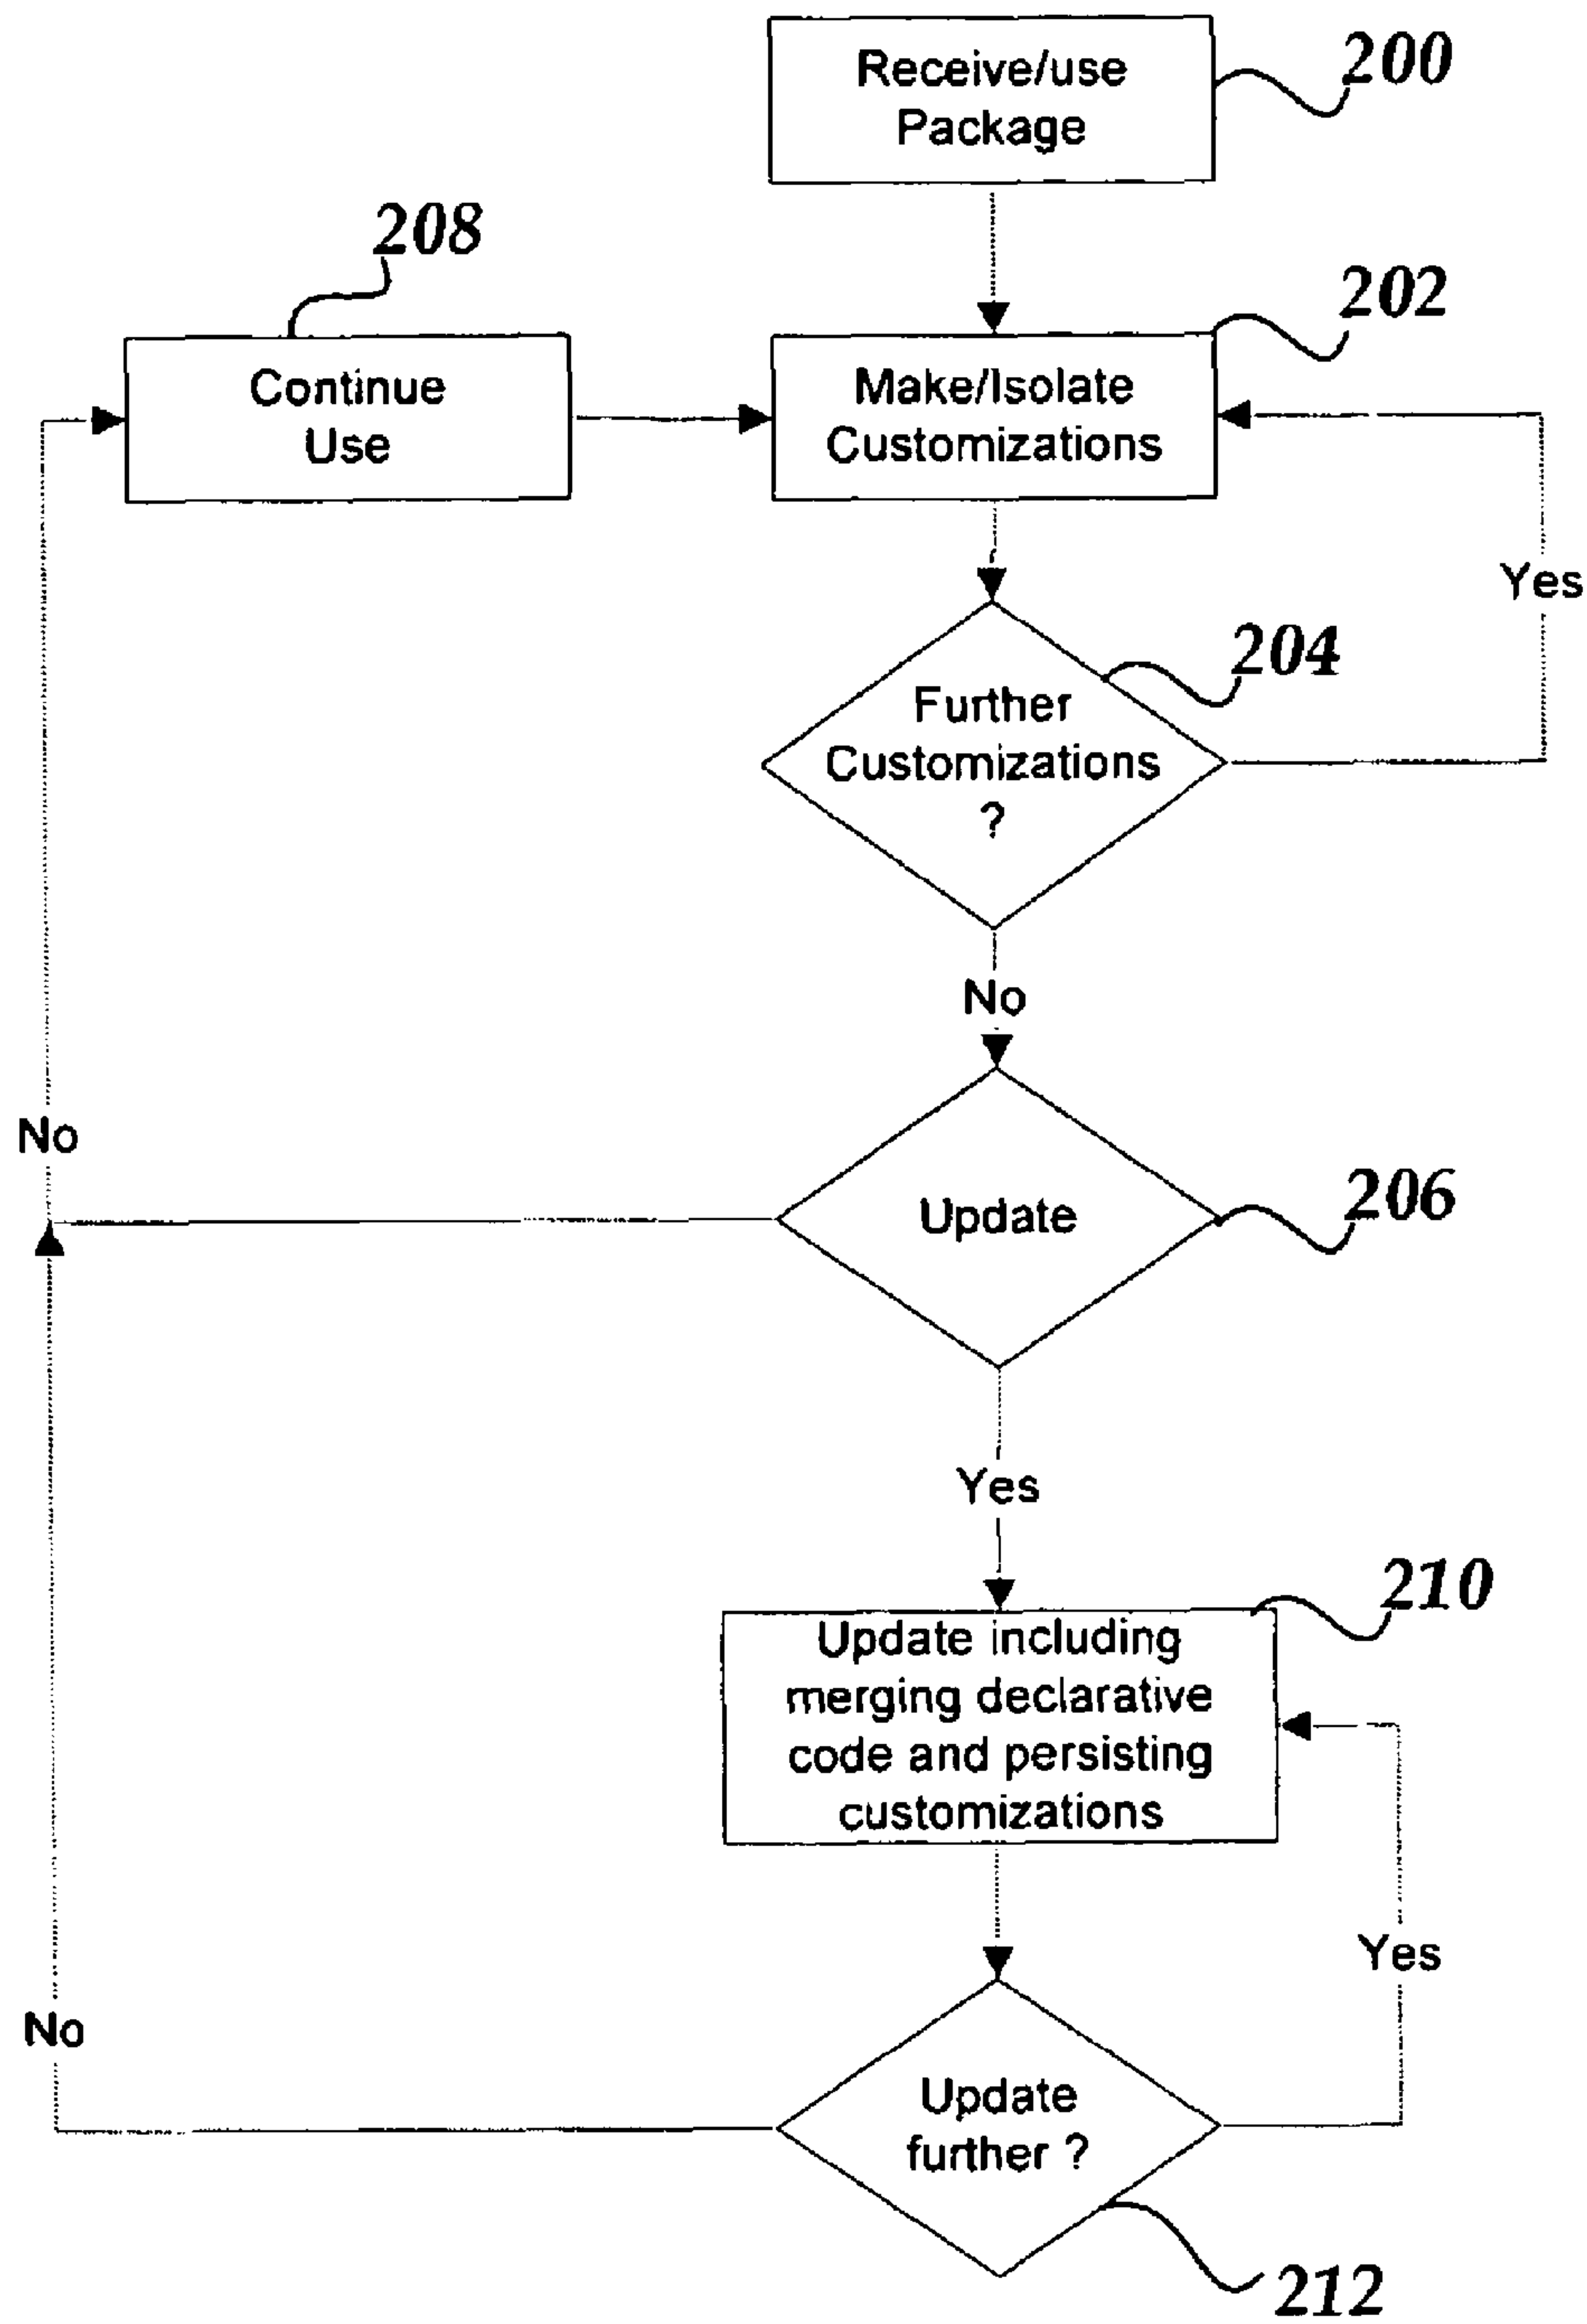 Receive/use
Package
200
208
202
Continue
Use
Make/Isolate
Customizations
Yes
204
Further
Customizations
?
No
No
Update
206
Yes
210
Update including
merging declarative
code and persisting
customizations
Yes
No
Update
further ?
212